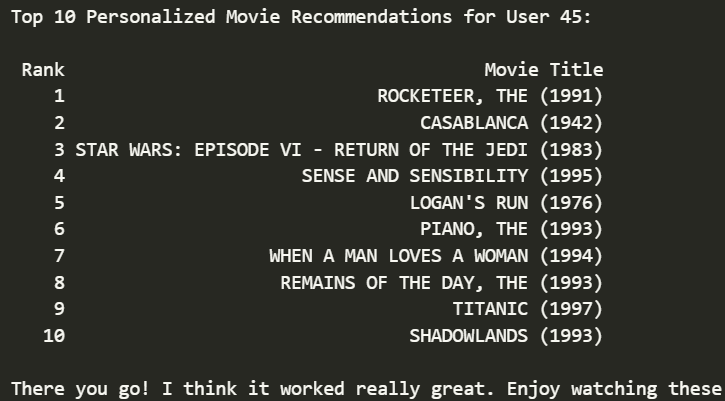 Top 10 Personalized Movie Recommendations for User 45:
Rank Movie Title
1 ROCKETEER, THE (1991)
2 CASABLANCA (1942)
3 STAR WARS: EPISODE VI - RETURN OF THE JEDI (1983)
4 SENSE AND SENSIBILITY (1995)
5 LOGAN'S RUN (1976)
6 PIANO, THE (1993)
7 WHEN A MAN LOVES A WOMAN (1994)
8 REMAINS OF THE DAY, THE (1993)
9 TITANIC (1997)
10 SHADOWLANDS (1993)
There you go! I think it worked really great. Enjoy watching these